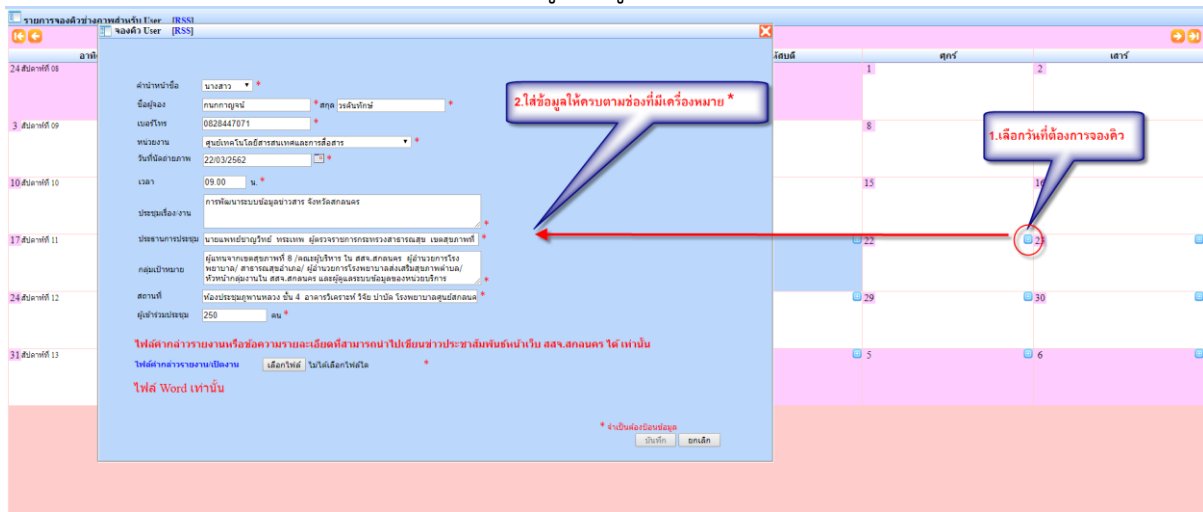 รายการจองคิวช่างภาพสำหรับ User [RSS]
จองคิว User [RSS]
ศุกร์ เสาร์
24 สัปดาห์ที่ 08 1 2
คำนำหน้าชื่อ นางสาว *
ชื่อผู้จอง กนกกาญจน์ * สกุล วรคันทักษ์ *
เบอร์โทร 0828447071 *
หน่วยงาน ศูนย์เทคโนโลยีสารสนเทศและการสื่อสาร *
วันที่นัดถ่ายภาพ 22/03/2562 *
เวลา 09.00 น. *
ประชุมเรื่อง/งาน การพัฒนาระบบข้อมูลข่าวสาร จังหวัดสกลนคร *
ประธานการประชุม นายแพทย์ชาญวิทย์ ทระเทพ ผู้ตรวจราชการกระทรวงสาธารณสุข เขตสุขภาพที่ *
กลุ่มเป้าหมาย ผู้แทนจากเขตสุขภาพที่ 8 /คณะผู้บริหาร ใน สสจ.สกลนคร ผู้อำนวยการโรง
พยาบาล/ สาธารณสุขอำเภอ/ ผู้อำนวยการโรงพยาบาลส่งเสริมสุขภาพตำบล/
หัวหน้ากลุ่มงานใน สสจ.สกลนคร และผู้ดูแลระบบข้อมูลของหน่วยบริการ *
สถานที่ ห้องประชุมภูพานหลวง ชั้น 4 อาคารวิเคราะห์ วิจัย บำบัด โรงพยาบาลศูนย์สกลนค *
ผู้เข้าร่วมประชุม 250 คน *
ไฟล์คำกล่าวรายงานหรือข้อความรายละเอียดที่สามารถนำไปเขียนข่าวประชาสัมพันธ์หน้าเว็บ สสจ.สกลนคร ได้ เท่านั้น
ไฟล์คำกล่าวรายงาน/เปิดงาน เลือกไฟล์ ไม่ได้เลือกไฟล์ใด *
ไฟล์ Word เท่านั้น
* จำเป็นต้องป้อนข้อมูล
บันทึก ยกเลิก
2.ใส่ข้อมูลให้ครบตามช่องที่มีเครื่องหมาย *
1.เลือกวันที่ต้องการจองคิว
3 สัปดาห์ที่ 09 8
10 สัปดาห์ที่ 10 15 16
17 สัปดาห์ที่ 11 22 23
24 สัปดาห์ที่ 12 29 30
31 สัปดาห์ที่ 13 5 6